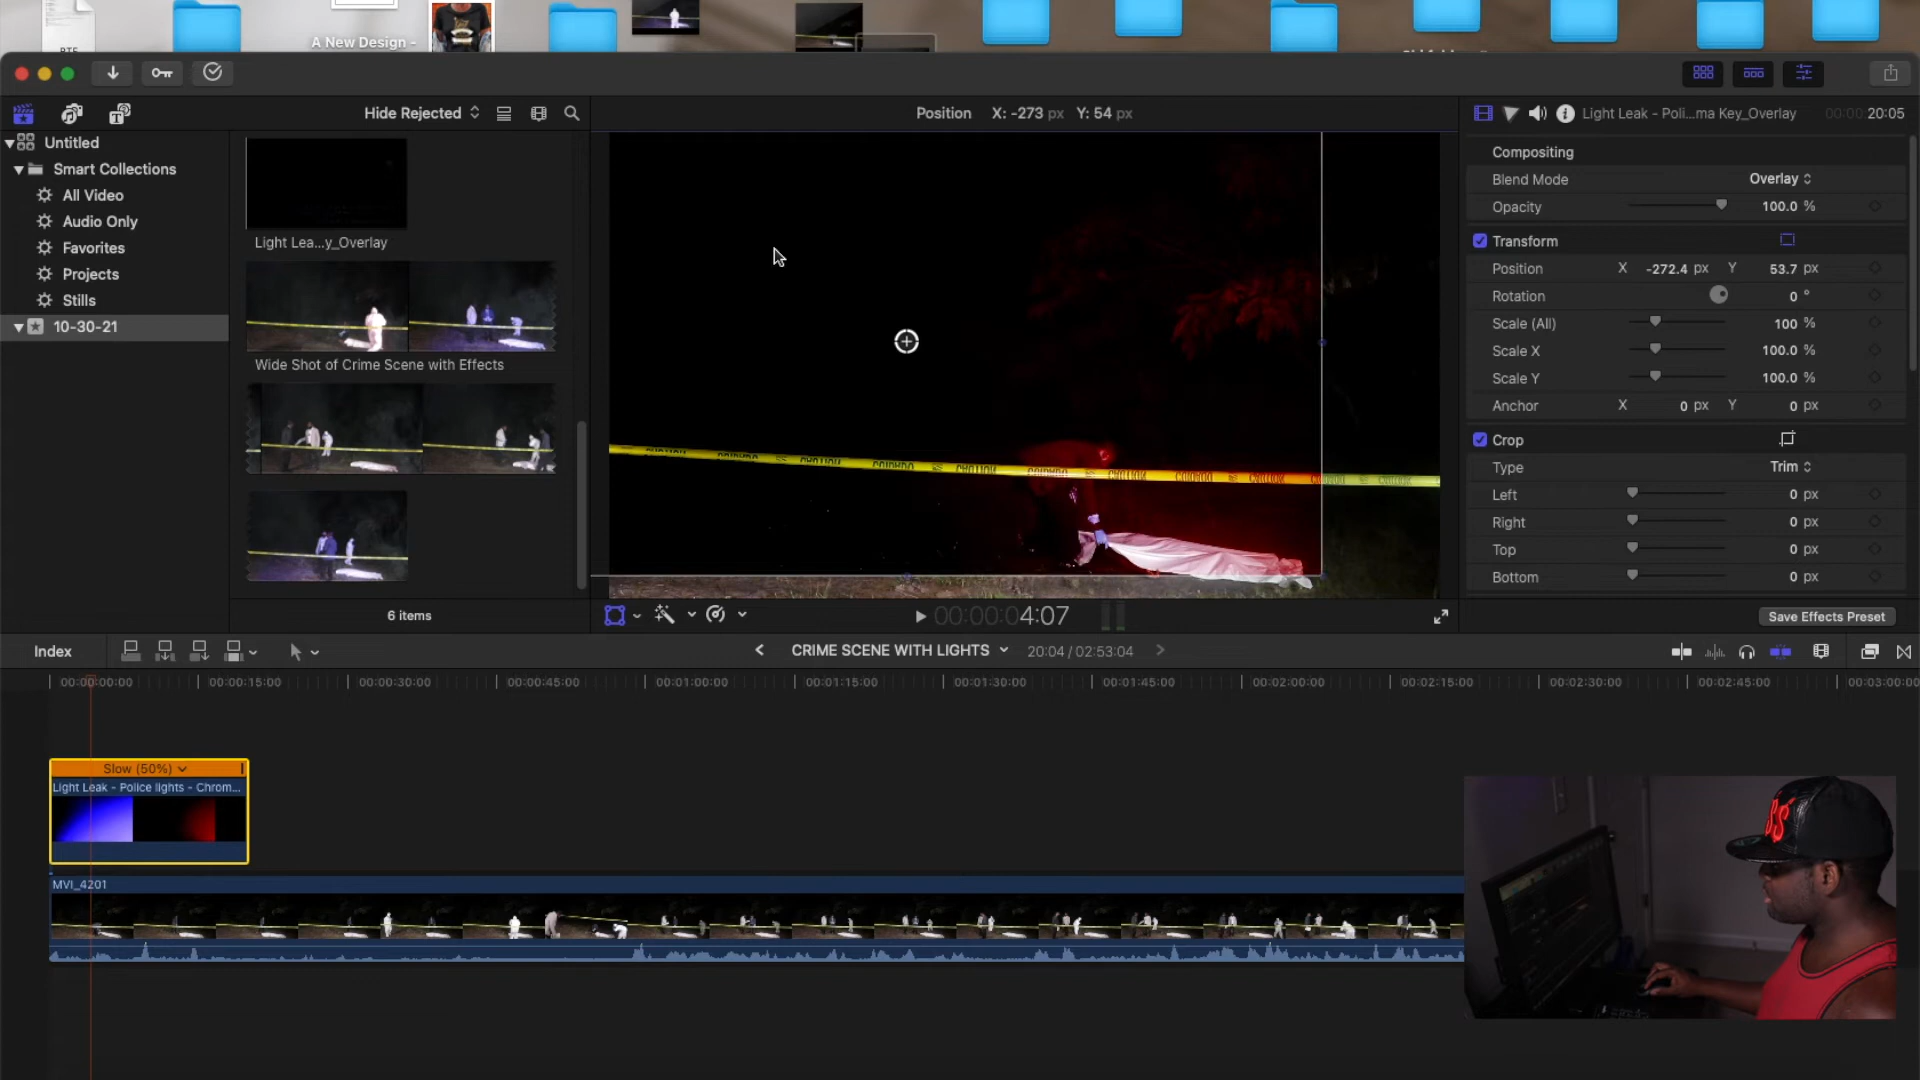 RTF
A New Design -
Hide Rejected
Position X: -273 px Y: 54 px
Light Leak - Poli...ma Key_Overlay 00:00:20:05
Untitled
Smart Collections
All Video
Audio Only
Favorites
Projects
Stills
10-30-21
Light Lea...y_Overlay
Wide Shot of Crime Scene with Effects
6 items
CAUTION
Compositing
Blend Mode Overlay
Opacity 100.0 %
Transform
Position X -272.4 px Y 53.7 px
Rotation 0 °
Scale (All) 100 %
Scale X 100.0 %
Scale Y 100.0 %
Anchor X 0 px Y 0 px
Crop
Type Trim
Left 0 px
Right 0 px
Top 0 px
Bottom 0 px
Save Effects Preset
00:00:04:07
Index
CRIME SCENE WITH LIGHTS 20:04 / 02:53:04
00:00:00:00 00:00:15:00 00:00:30:00 00:00:45:00 00:01:00:00 00:01:15:00 00:01:30:00 00:01:45:00 00:02:00:00 00:02:15:00 00:02:30:00 00:02:45:00 00:03:00:00
Slow (50%)
Light Leak - Police lights - Chrom...
MVI_4201